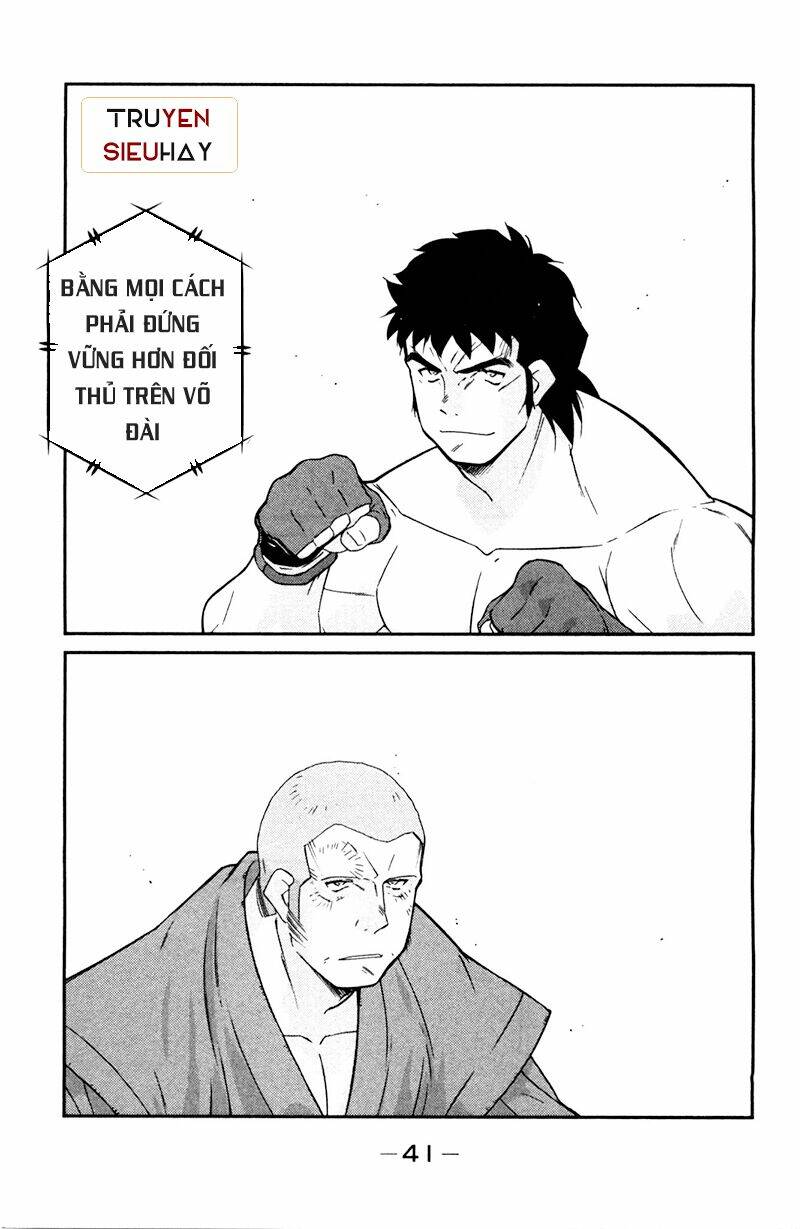 TRUYEN
SIEUHAY
BẰNG MỌI CÁCH
PHẢI ĐỨNG
VỮNG HƠN ĐỐI
THỦ TRÊN VÕ
ĐÀI
—41—